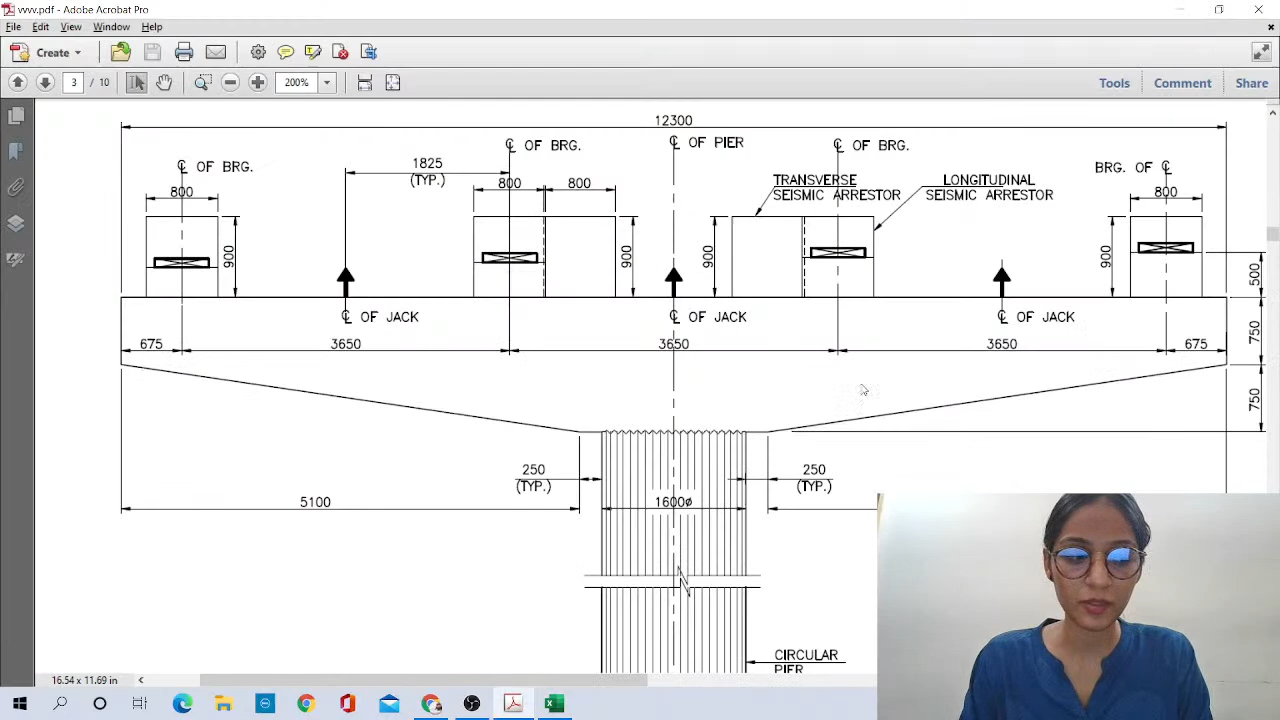 vvvv.pdf - Adobe Acrobat Pro
File Edit View Window Help
Create
3 / 10
200%
Tools Comment Share
12300
℄ OF BRG.
℄ OF PIER
℄ OF BRG.
℄ OF BRG.
BRG. OF ℄
1825
(TYP.)
TRANSVERSE
SEISMIC ARRESTOR
LONGITUDINAL
SEISMIC ARRESTOR
800
800
800
800
900
900
900
900
500
℄ OF JACK
℄ OF JACK
℄ OF JACK
750
675
3650
3650
3650
675
750
250
(TYP.)
250
(TYP.)
5100
1600ø
CIRCULAR
PIER
16.54 x 11.69 in